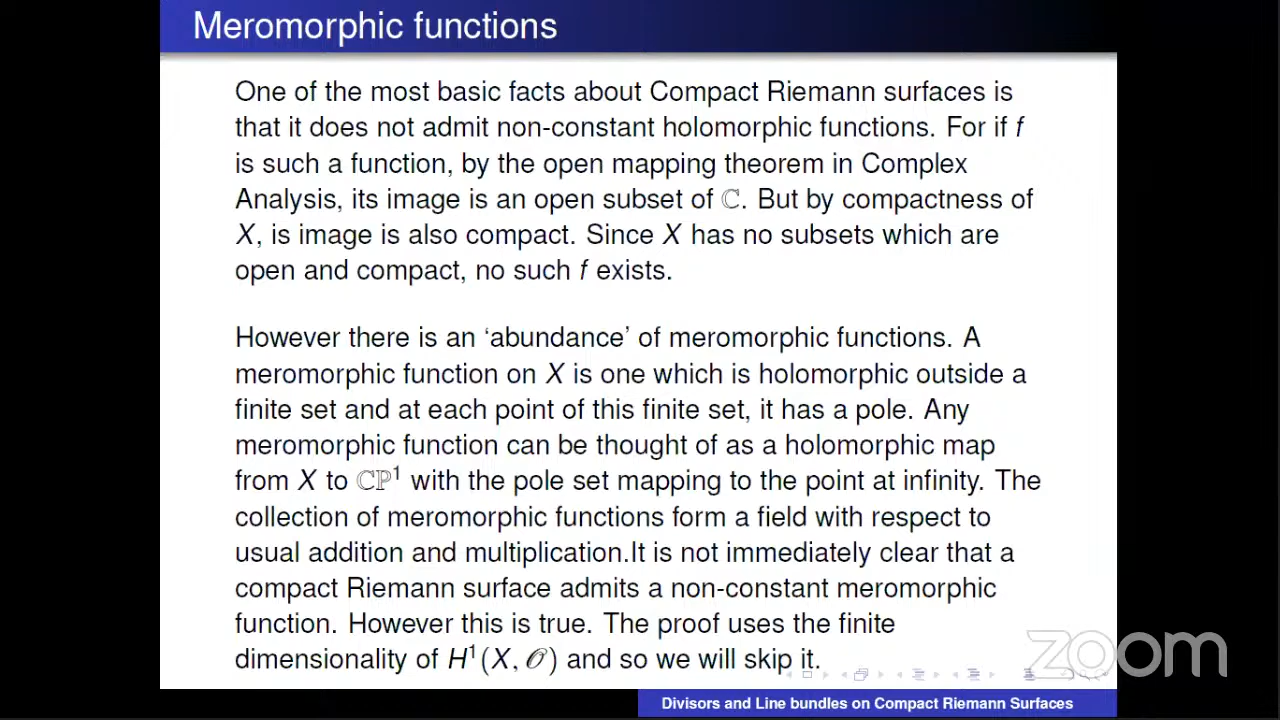 Meromorphic functions
One of the most basic facts about Compact Riemann surfaces is
that it does not admit non-constant holomorphic functions. For if f
is such a function, by the open mapping theorem in Complex
Analysis, its image is an open subset of ℂ. But by compactness of
X, is image is also compact. Since X has no subsets which are
open and compact, no such f exists.
However there is an ‘abundance’ of meromorphic functions. A
meromorphic function on X is one which is holomorphic outside a
finite set and at each point of this finite set, it has a pole. Any
meromorphic function can be thought of as a holomorphic map
from X to ℂℙ¹ with the pole set mapping to the point at infinity. The
collection of meromorphic functions form a field with respect to
usual addition and multiplication.It is not immediately clear that a
compact Riemann surface admits a non-constant meromorphic
function. However this is true. The proof uses the finite
dimensionality of H¹(X, 𝒪) and so we will skip it.
zoom
Divisors and Line bundles on Compact Riemann Surfaces